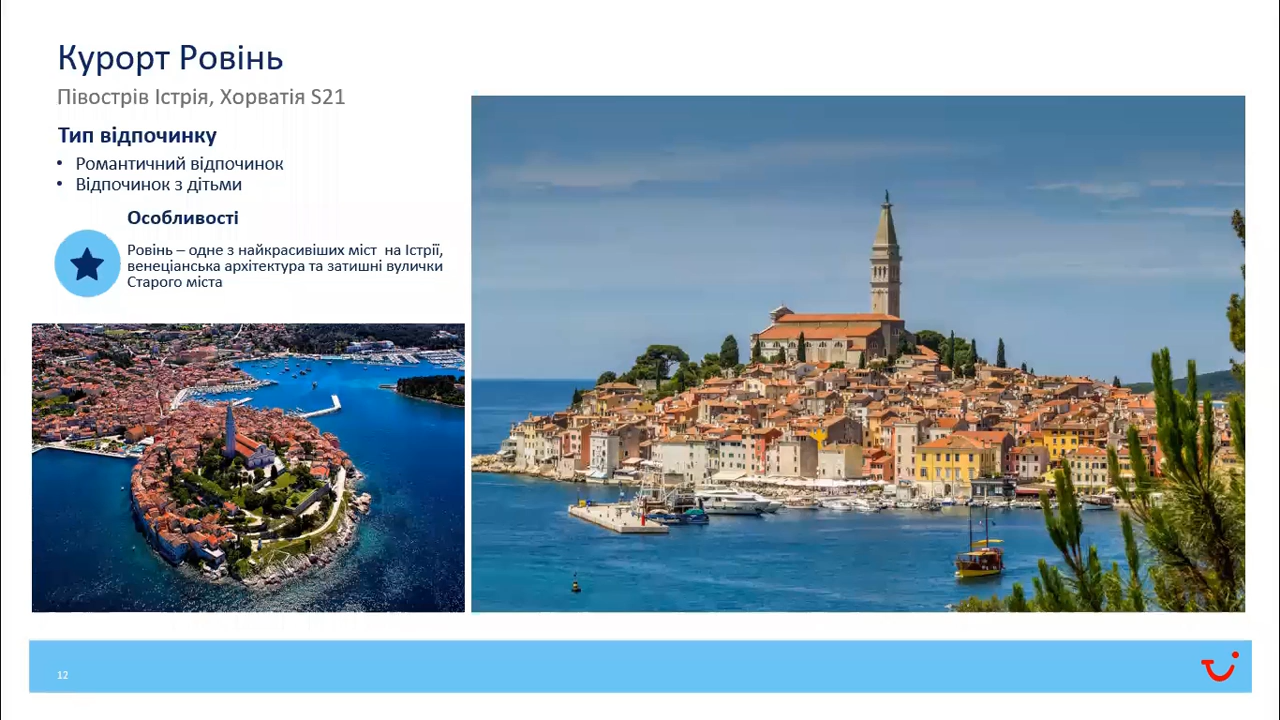 Курорт Ровінь
Півострів Істрія, Хорватія S21
Тип відпочинку
• Романтичний відпочинок
• Відпочинок з дітьми
Особливості
Ровінь – одне з найкрасивіших міст на Істрії,
венеціанська архітектура та затишні вулички
Старого міста
12